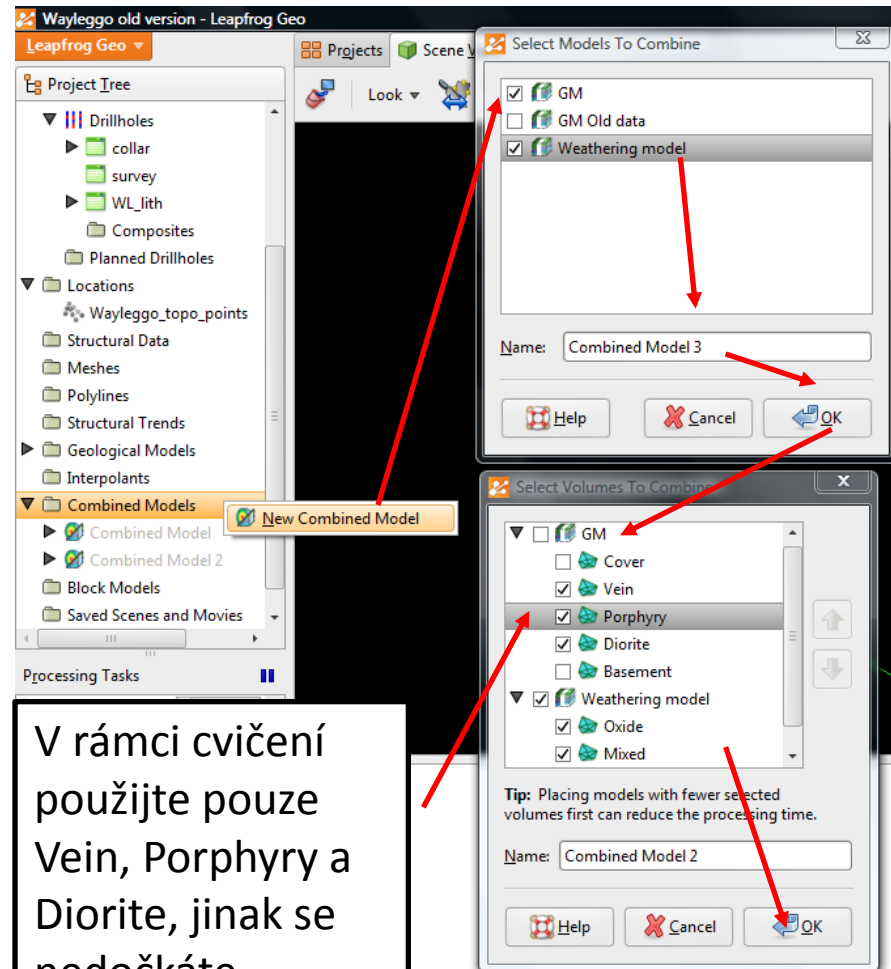 Wayleggo old version - Leapfrog Geo
Leapfrog Geo
Projects
Scene V
Project Tree
Look
Drillholes
collar
survey
WL_lith
Composites
Planned Drillholes
Locations
Wayleggo_topo_points
Structural Data
Meshes
Polylines
Structural Trends
Geological Models
Interpolants
Combined Models
New Combined Model
Combined Model
Combined Model 2
Block Models
Saved Scenes and Movies
Processing Tasks
V rámci cvičení
použijte pouze
Vein, Porphyry a
Diorite, jinak se
nedočkáte
Select Models To Combine
GM
GM Old data
Weathering model
Name: Combined Model 3
Help
Cancel
OK
Select Volumes To Combine
GM
Cover
Vein
Porphyry
Diorite
Basement
Weathering model
Oxide
Mixed
Tip: Placing models with fewer selected
volumes first can reduce the processing time.
Name: Combined Model 2
Help
Cancel
OK